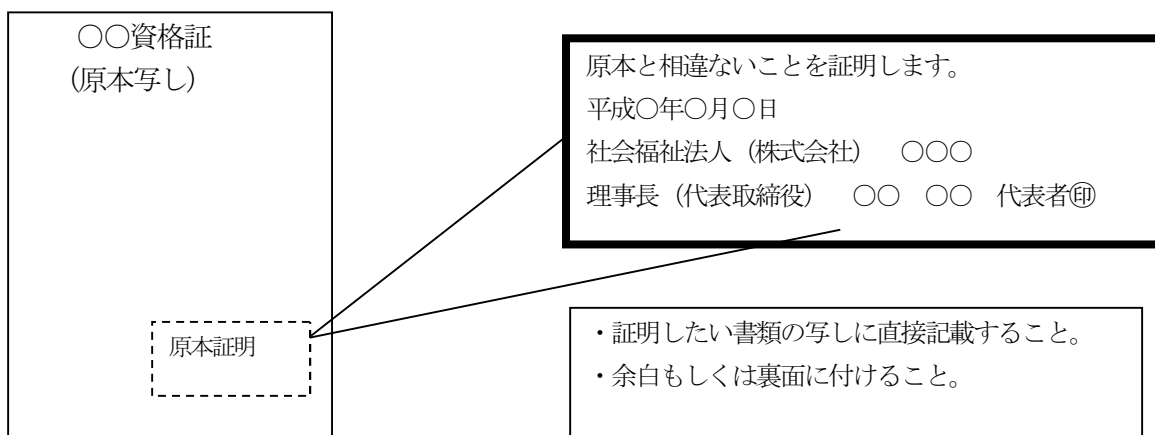 ○○資格証
(原本写し)
原本証明
原本と相違ないことを証明します。
平成○年○月○日
社会福祉法人（株式会社）　○○○
理事長（代表取締役）　○○　○○　代表者㊞
・証明したい書類の写しに直接記載すること。
・余白もしくは裏面に付けること。